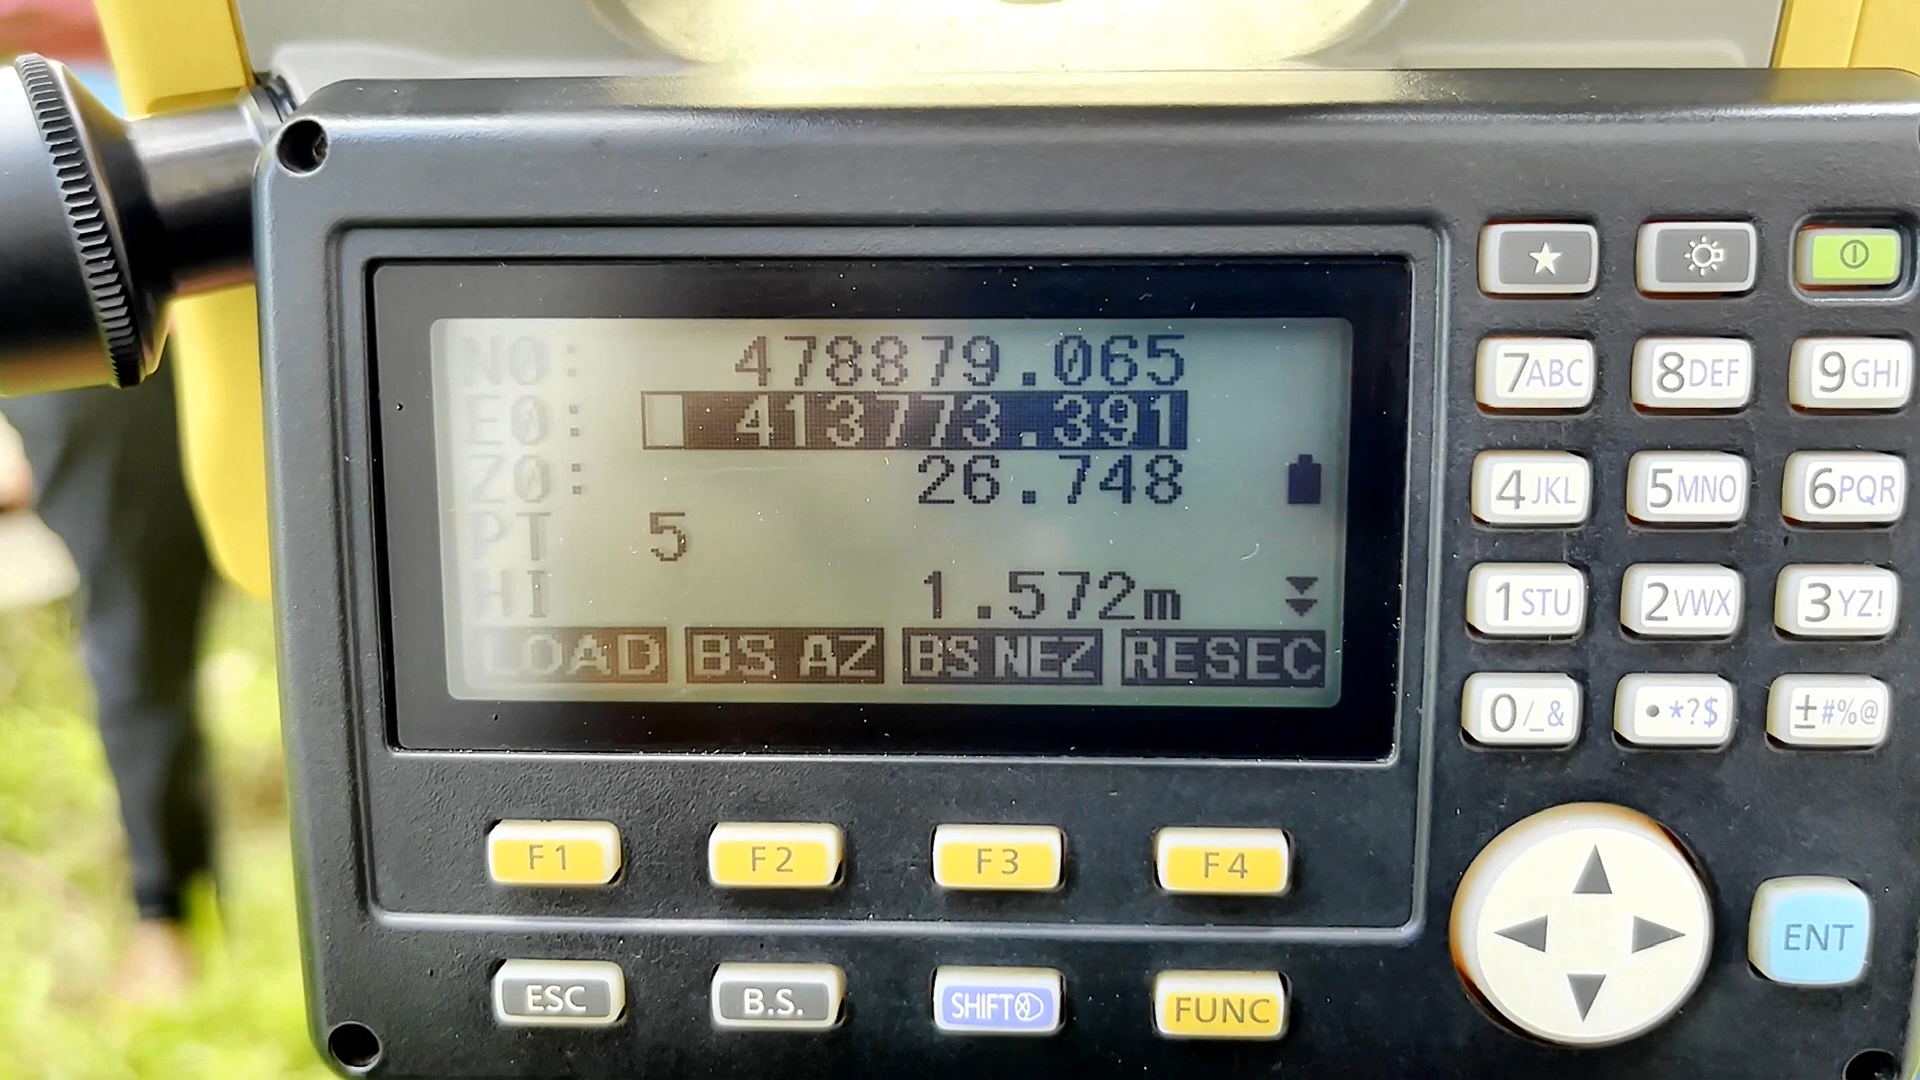 N0: 478879.065
E0: 413773.391
Z0: 26.748
PT 5
HI 1.572m
LOAD BS AZ BS NEZ RESEC
★
7ABC 8DEF 9GHI
4JKL 5MNO 6PQR
1STU 2VWX 3YZ!
0/_& •*?$ ±#%@
F1 F2 F3 F4
ENT
ESC B.S. SHIFT FUNC